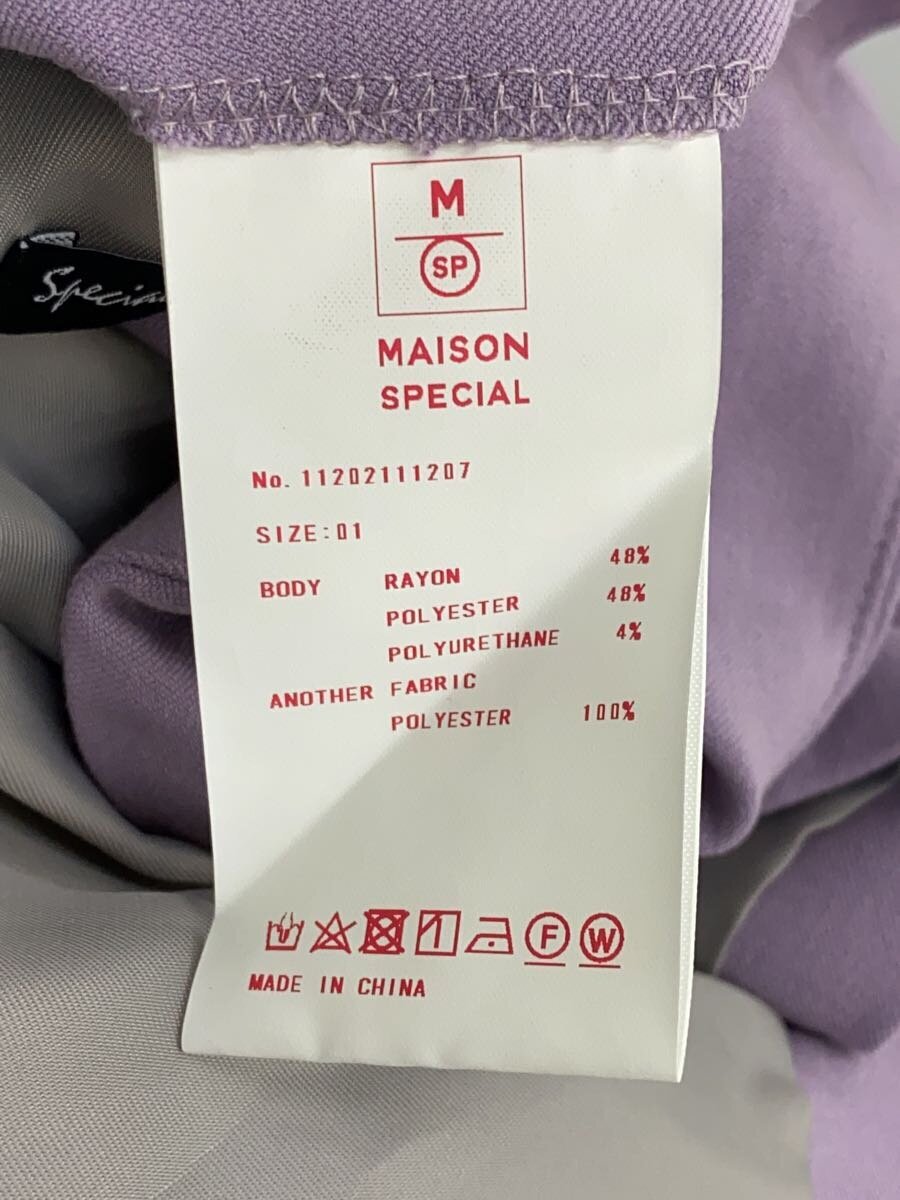 M
SP
MAISON
SPECIAL
Special
No. 11202111207
SIZE:01
BODY RAYON 48%
POLYESTER 48%
POLYURETHANE 4%
ANOTHER FABRIC
POLYESTER 100%
F W
MADE IN CHINA